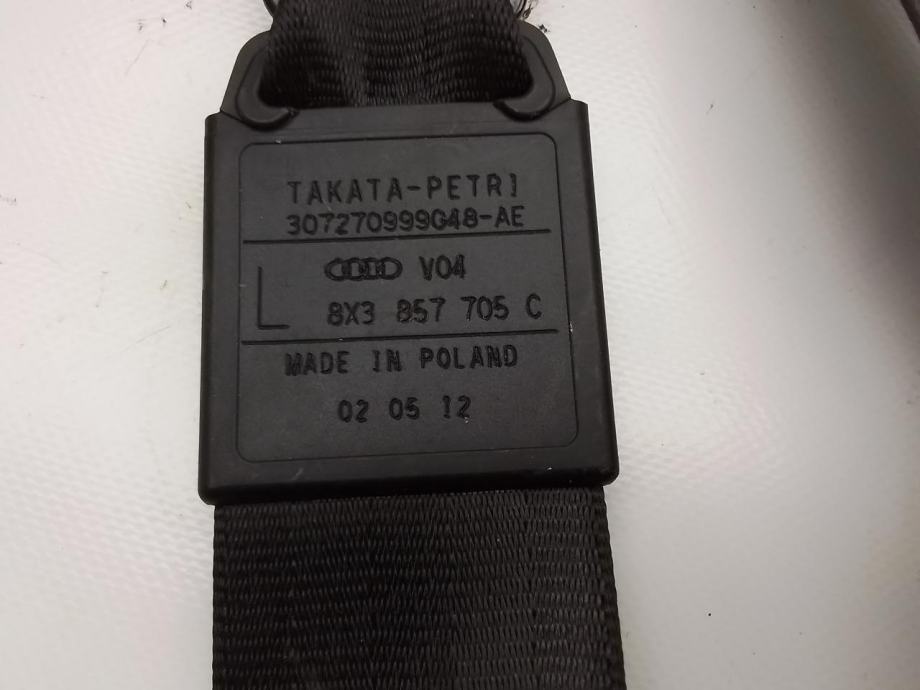 TAKATA-PETRI
307270999G48-AE
V04
L
8X3 857 705 C
MADE IN POLAND
02 05 12